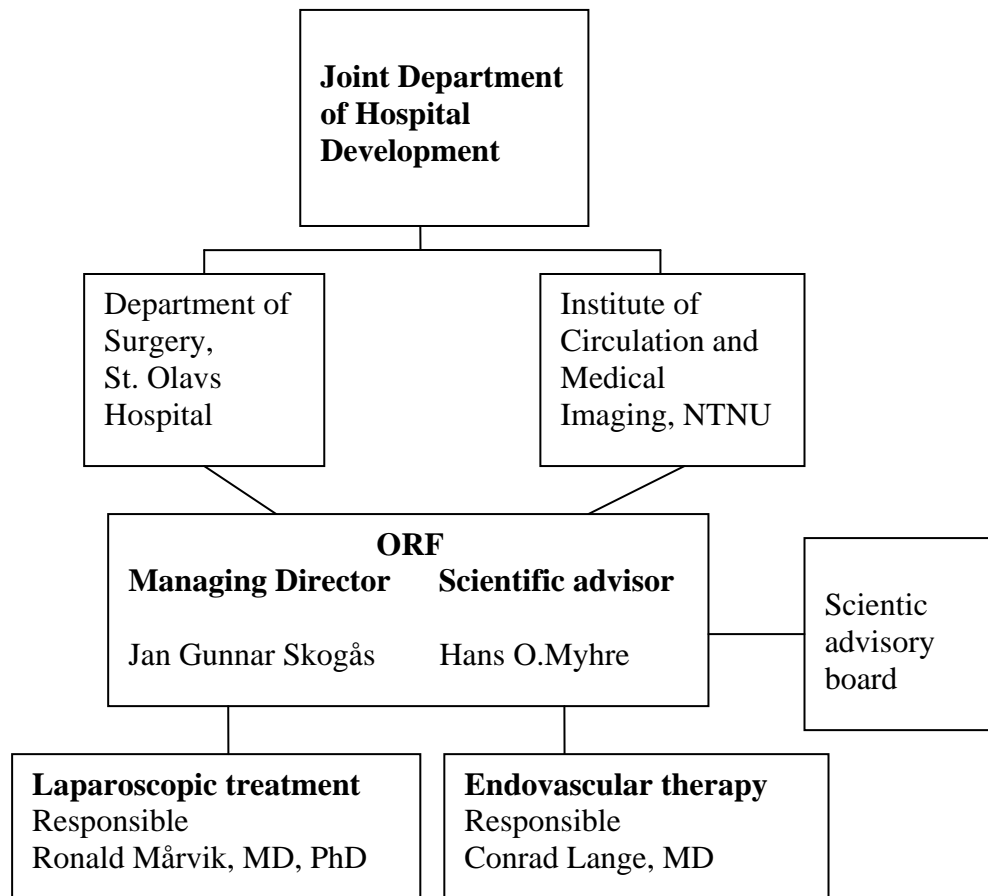 Joint Department
of Hospital
Development
Department of
Surgery,
St. Olavs
Hospital
Institute of
Circulation and
Medical
Imaging, NTNU
ORF
Managing Director Scientific advisor
Jan Gunnar Skogås Hans O.Myhre
Scientic
advisory
board
Laparoscopic treatment
Responsible
Ronald Mårvik, MD, PhD
Endovascular therapy
Responsible
Conrad Lange, MD